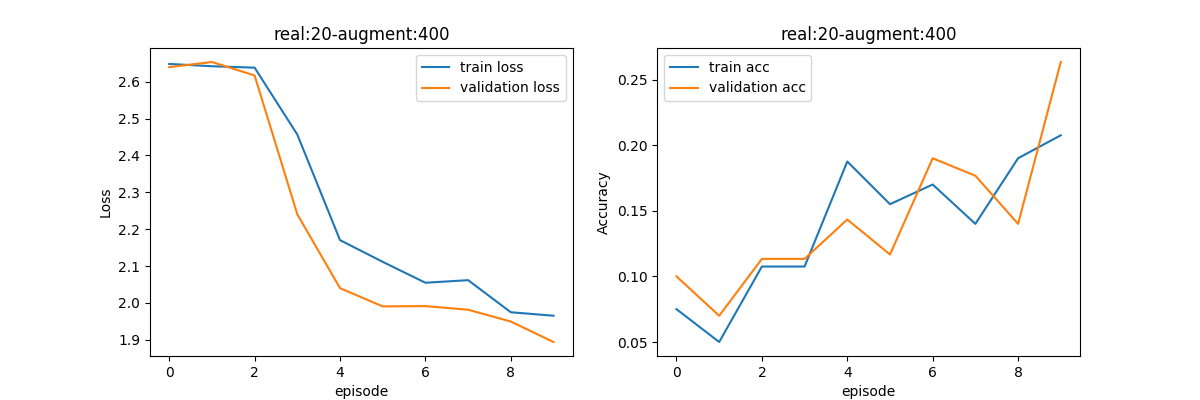 real:20-augment:400
train loss
validation loss
2.6
2.5
2.4
2.3
2.2
2.1
2.0
1.9
Loss
0 2 4 6 8
episode
real:20-augment:400
train acc
validation acc
0.25
0.20
0.15
0.10
0.05
Accuracy
0 2 4 6 8
episode